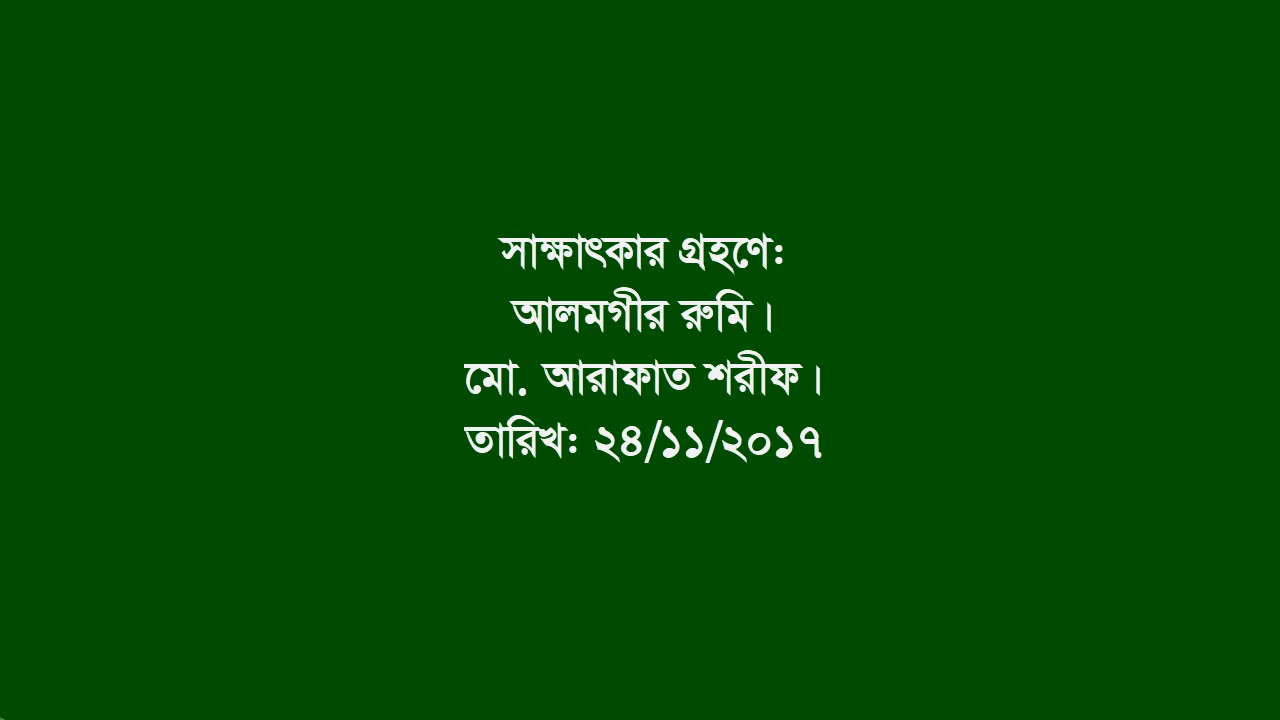 সাক্ষাৎকার গ্রহণে:
আলমগীর রুমি।
মো. আরাফাত শরীফ।
তারিখ: ২৪/১১/২০১৭